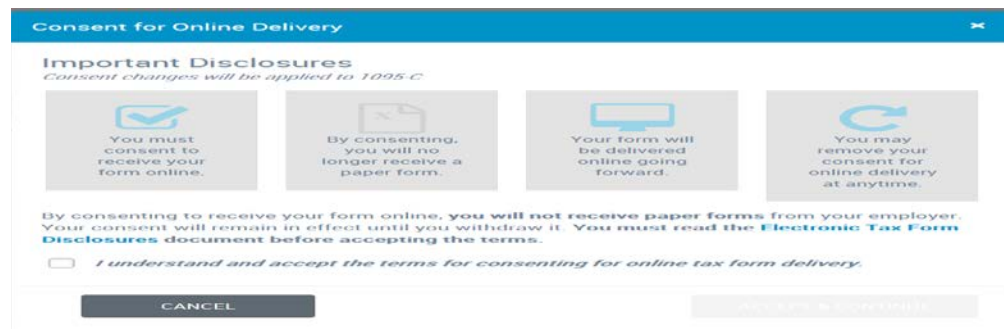 Consent for Online Delivery
Important Disclosures
Consent changes will be applied to 1095-C
You must
consent to
receive your
form online.
By consenting,
you will no
longer receive a
paper form.
Your form will
be delivered
online going
forward.
You may
remove your
consent for
online delivery
at anytime.
By consenting to receive your form online, you will not receive paper forms from your employer.
Your consent will remain in effect until you withdraw it. You must read the Electronic Tax Form
Disclosures document before accepting the terms.
I understand and accept the terms for consenting for online tax form delivery.
CANCEL
ACCEPT & CONTINUE